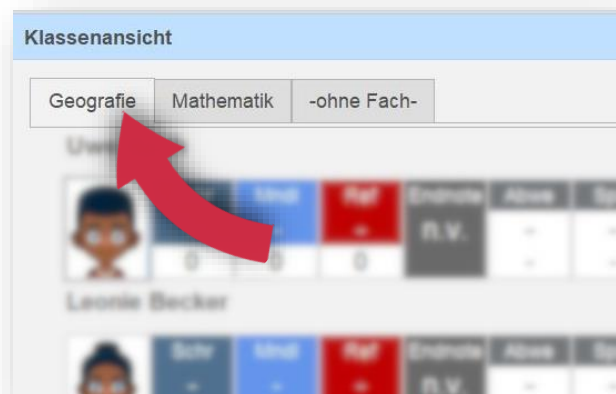 Klassenansicht
Geografie Mathematik -ohne Fach-
Uwe
Mndl Ref Endnote Abwe
- - n.v. - -
0 0 0 - -
Leonie Becker
Schr Mndl Ref Endnote Abwe
- - - n.v. - -